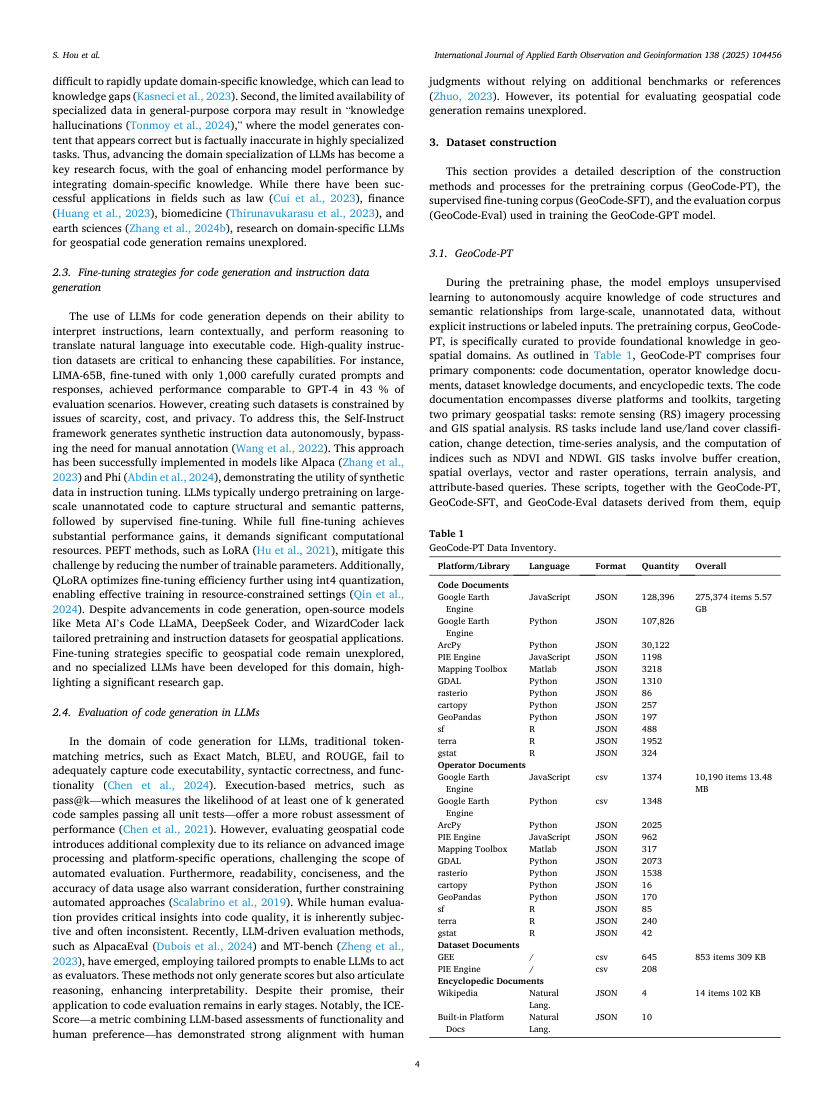 S. Hou et al.
International Journal of Applied Earth Observation and Geoinformation 138 (2025) 104456
difficult to rapidly update domain-specific knowledge, which can lead to
knowledge gaps (Kasneci et al., 2023). Second, the limited availability of
specialized data in general-purpose corpora may result in “knowledge
hallucinations (Tonmoy et al., 2024),” where the model generates con-
tent that appears correct but is factually inaccurate in highly specialized
tasks. Thus, advancing the domain specialization of LLMs has become a
key research focus, with the goal of enhancing model performance by
integrating domain-specific knowledge. While there have been suc-
cessful applications in fields such as law (Cui et al., 2023), finance
(Huang et al., 2023), biomedicine (Thirunavukarasu et al., 2023), and
earth sciences (Zhang et al., 2024b), research on domain-specific LLMs
for geospatial code generation remains unexplored.
2.3. Fine-tuning strategies for code generation and instruction data
generation
The use of LLMs for code generation depends on their ability to
interpret instructions, learn contextually, and perform reasoning to
translate natural language into executable code. High-quality instruc-
tion datasets are critical to enhancing these capabilities. For instance,
LIMA-65B, fine-tuned with only 1,000 carefully curated prompts and
responses, achieved performance comparable to GPT-4 in 43 % of
evaluation scenarios. However, creating such datasets is constrained by
issues of scarcity, cost, and privacy. To address this, the Self-Instruct
framework generates synthetic instruction data autonomously, bypass-
ing the need for manual annotation (Wang et al., 2022). This approach
has been successfully implemented in models like Alpaca (Zhang et al.,
2023) and Phi (Abdin et al., 2024), demonstrating the utility of synthetic
data in instruction tuning. LLMs typically undergo pretraining on large-
scale unannotated code to capture structural and semantic patterns,
followed by supervised fine-tuning. While full fine-tuning achieves
substantial performance gains, it demands significant computational
resources. PEFT methods, such as LoRA (Hu et al., 2021), mitigate this
challenge by reducing the number of trainable parameters. Additionally,
QLoRA optimizes fine-tuning efficiency further using int4 quantization,
enabling effective training in resource-constrained settings (Qin et al.,
2024). Despite advancements in code generation, open-source models
like Meta AI’s Code LLaMA, DeepSeek Coder, and WizardCoder lack
tailored pretraining and instruction datasets for geospatial applications.
Fine-tuning strategies specific to geospatial code remain unexplored,
and no specialized LLMs have been developed for this domain, high-
lighting a significant research gap.
2.4. Evaluation of code generation in LLMs
In the domain of code generation for LLMs, traditional token-
matching metrics, such as Exact Match, BLEU, and ROUGE, fail to
adequately capture code executability, syntactic correctness, and func-
tionality (Chen et al., 2024). Execution-based metrics, such as
pass@k—which measures the likelihood of at least one of k generated
code samples passing all unit tests—offer a more robust assessment of
performance (Chen et al., 2021). However, evaluating geospatial code
introduces additional complexity due to its reliance on advanced image
processing and platform-specific operations, challenging the scope of
automated evaluation. Furthermore, readability, conciseness, and the
accuracy of data usage also warrant consideration, further constraining
automated approaches (Scalabrino et al., 2019). While human evalua-
tion provides critical insights into code quality, it is inherently subjec-
tive and often inconsistent. Recently, LLM-driven evaluation methods,
such as AlpacaEval (Dubois et al., 2024) and MT-bench (Zheng et al.,
2023), have emerged, employing tailored prompts to enable LLMs to act
as evaluators. These methods not only generate scores but also articulate
reasoning, enhancing interpretability. Despite their promise, their
application to code evaluation remains in early stages. Notably, the ICE-
Score—a metric combining LLM-based assessments of functionality and
human preference—has demonstrated strong alignment with human
judgments without relying on additional benchmarks or references
(Zhuo, 2023). However, its potential for evaluating geospatial code
generation remains unexplored.
3. Dataset construction
This section provides a detailed description of the construction
methods and processes for the pretraining corpus (GeoCode-PT), the
supervised fine-tuning corpus (GeoCode-SFT), and the evaluation corpus
(GeoCode-Eval) used in training the GeoCode-GPT model.
3.1. GeoCode-PT
During the pretraining phase, the model employs unsupervised
learning to autonomously acquire knowledge of code structures and
semantic relationships from large-scale, unannotated data, without
explicit instructions or labeled inputs. The pretraining corpus, GeoCode-
PT, is specifically curated to provide foundational knowledge in geo-
spatial domains. As outlined in Table 1, GeoCode-PT comprises four
primary components: code documentation, operator knowledge docu-
ments, dataset knowledge documents, and encyclopedic texts. The code
documentation encompasses diverse platforms and toolkits, targeting
two primary geospatial tasks: remote sensing (RS) imagery processing
and GIS spatial analysis. RS tasks include land use/land cover classifi-
cation, change detection, time-series analysis, and the computation of
indices such as NDVI and NDWI. GIS tasks involve buffer creation,
spatial overlays, vector and raster operations, terrain analysis, and
attribute-based queries. These scripts, together with the GeoCode-PT,
GeoCode-SFT, and GeoCode-Eval datasets derived from them, equip
Table 1
GeoCode-PT Data Inventory.
Platform/Library Language Format Quantity Overall
Code Documents
Google Earth JavaScript JSON 128,396 275,374 items 5.57
Engine GB
Google Earth Python JSON 107,826
Engine
ArcPy Python JSON 30,122
PIE Engine JavaScript JSON 1198
Mapping Toolbox Matlab JSON 3218
GDAL Python JSON 1310
rasterio Python JSON 86
cartopy Python JSON 257
GeoPandas Python JSON 197
sf R JSON 488
terra R JSON 1952
gstat R JSON 324
Operator Documents
Google Earth JavaScript csv 1374 10,190 items 13.48
Engine MB
Google Earth Python csv 1348
Engine
ArcPy Python JSON 2025
PIE Engine JavaScript JSON 962
Mapping Toolbox Matlab JSON 317
GDAL Python JSON 2073
rasterio Python JSON 1538
cartopy Python JSON 16
GeoPandas Python JSON 170
sf R JSON 85
terra R JSON 240
gstat R JSON 42
Dataset Documents
GEE / csv 645 853 items 309 KB
PIE Engine / csv 208
Encyclopedic Documents
Wikipedia Natural JSON 4 14 items 102 KB
Lang.
Built-in Platform Natural JSON 10
Docs Lang.
4